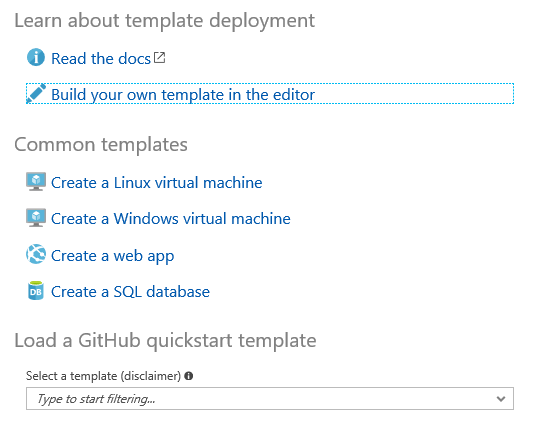 Learn about template deployment
Read the docs
Build your own template in the editor
Common templates
Create a Linux virtual machine
Create a Windows virtual machine
Create a web app
DB Create a SQL database
Load a GitHub quickstart template
Select a template (disclaimer)
Type to start filtering...